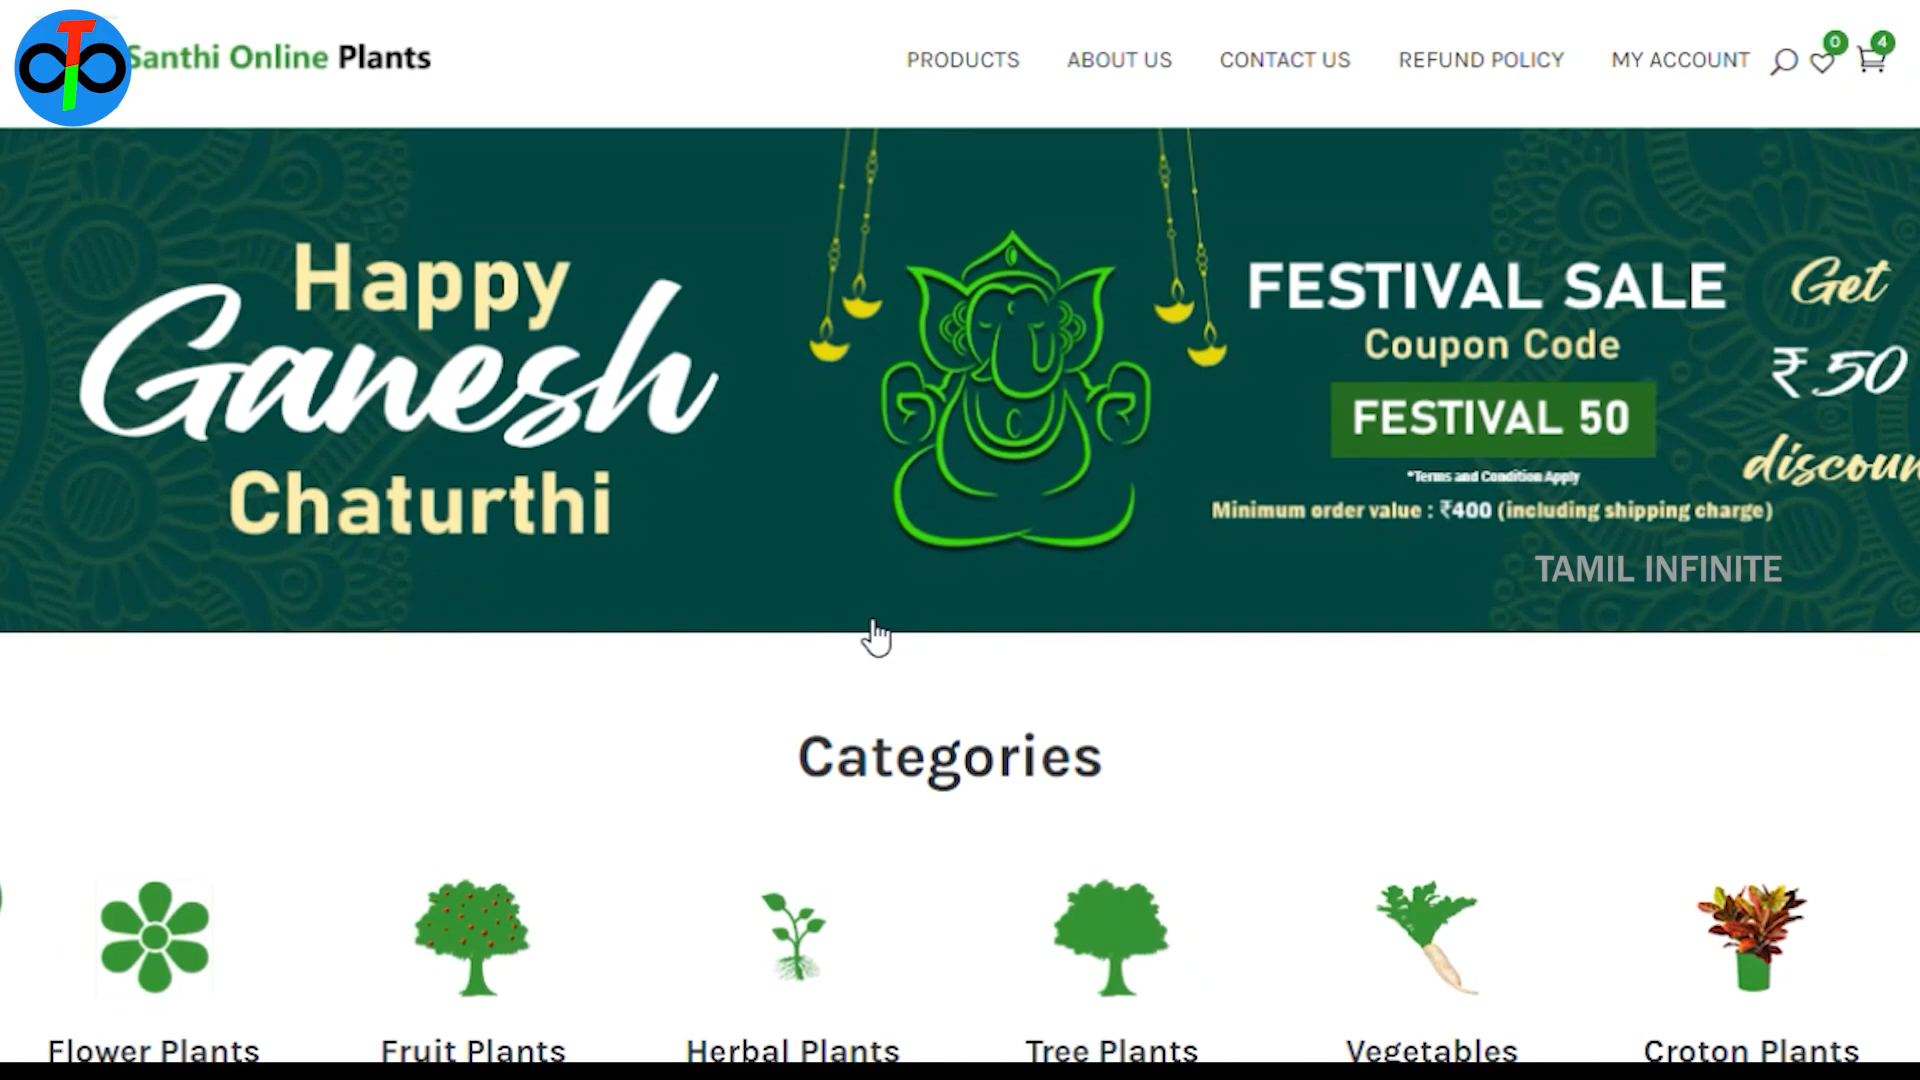 Santhi Online Plants
PRODUCTS
ABOUT US
CONTACT US
REFUND POLICY
MY ACCOUNT
0
4
Happy
Ganesh
Chaturthi
FESTIVAL SALE
Coupon Code
FESTIVAL 50
*Terms and Condition Apply
Minimum order value : ₹400 (including shipping charge)
Get
₹ 50
discoun
TAMIL INFINITE
Categories
Flower Plants
Fruit Plants
Herbal Plants
Tree Plants
Vegetables
Croton Plants